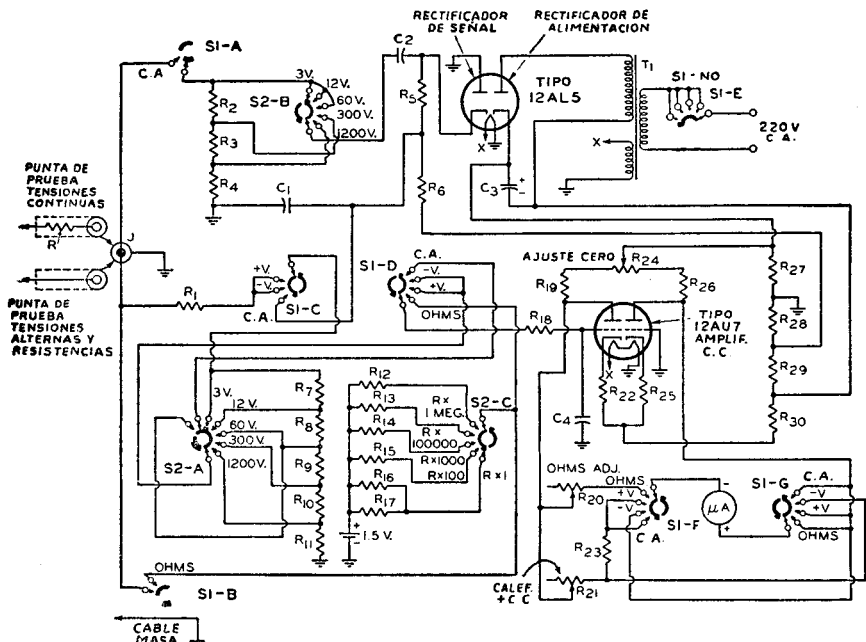 RECTIFICADOR
DE SEÑAL
RECTIFICADOR DE
ALIMENTACION
S1-A
C.A
C2
3V.
12V.
60 V.
300 V.
1200V.
S2-B
R2
R3
R4
R5
R6
TIPO
12AL5
T1
S1-NO
S1-E
220V
C.A.
X
X
C3
+
-
C1
PUNTA DE
PRUEBA
TENSIONES
CONTINUAS
R
J
PUNTA DE
PRUEBA
TENSIONES
ALTERNAS Y
RESISTENCIAS
R1
+V.
-V.
C.A.
S1-C
S1-D
C.A.
-V.
+V.
OHMS
AJUSTE CERO
R24
R19
R26
R27
R28
R29
R30
R18
TIPO
12AU7
AMPLIF.
C.C.
X
R22
R25
C4
3V.
12V.
60V.
300 V.
1200V.
S2-A
R7
R8
R9
R10
R11
R12
R13
R14
R15
R16
R17
S2-C
R×
1 MEG.
R×
100000
R×1000
R×100
R×1
+
-
1.5 V.
OHMS ADJ.
R20
OHMS
+V
-V
C.A.
S1-F
-
μA
+
S1-G
C.A.
-V
+V
OHMS
R23
CALEF.
+C C
R21
OHMS
S1-B
CABLE
MASA